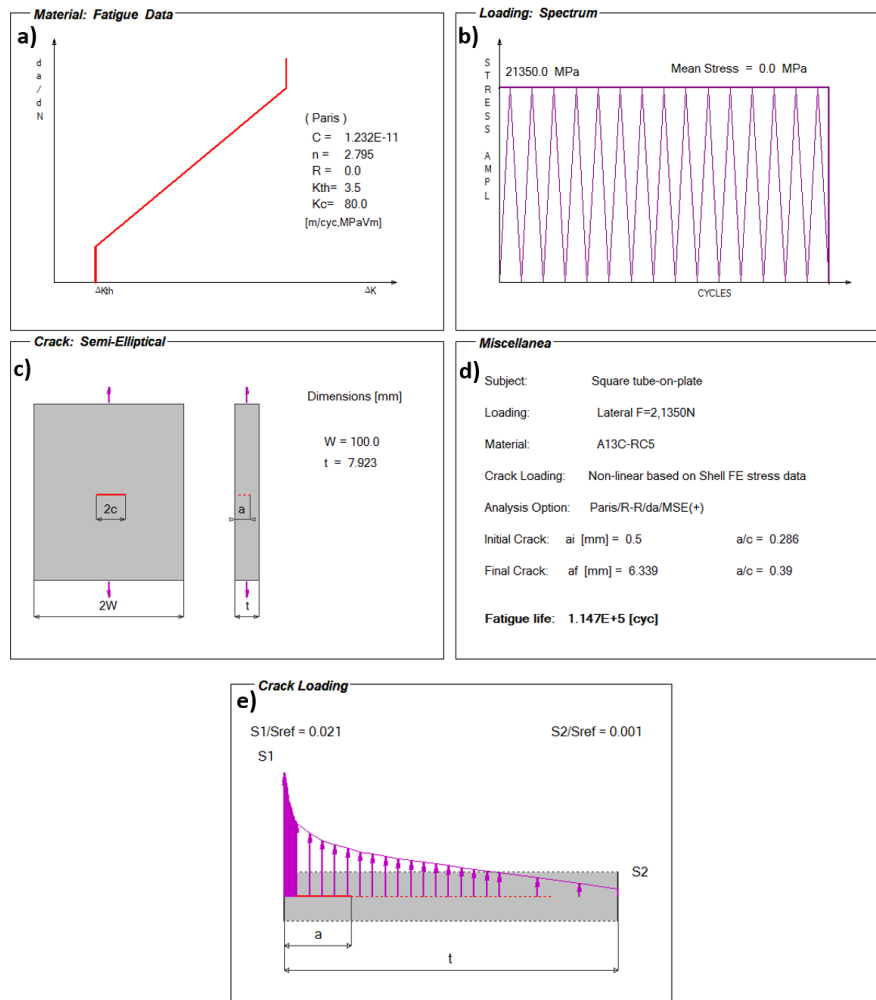 Material: Fatigue Data
a)
da/dN
( Paris )
C = 1.232E-11
n = 2.795
R = 0.0
Kth= 3.5
Kc= 80.0
[m/cyc,MPaVm]
ΔKth
ΔK
Loading: Spectrum
b)
STRESS AMPL
21350.0 MPa
Mean Stress = 0.0 MPa
CYCLES
Crack: Semi-Elliptical
c)
Dimensions [mm]
W = 100.0
t = 7.923
2c
a
2W
t
Miscellanea
d)
Subject: Square tube-on-plate
Loading: Lateral F=2,1350N
Material: A13C-RC5
Crack Loading: Non-linear based on Shell FE stress data
Analysis Option: Paris/R-R/da/MSE(+)
Initial Crack: ai [mm] = 0.5 a/c = 0.286
Final Crack: af [mm] = 6.339 a/c = 0.39
Fatigue life: 1.147E+5 [cyc]
Crack Loading
e)
S1/Sref = 0.021
S2/Sref = 0.001
S1
S2
a
t